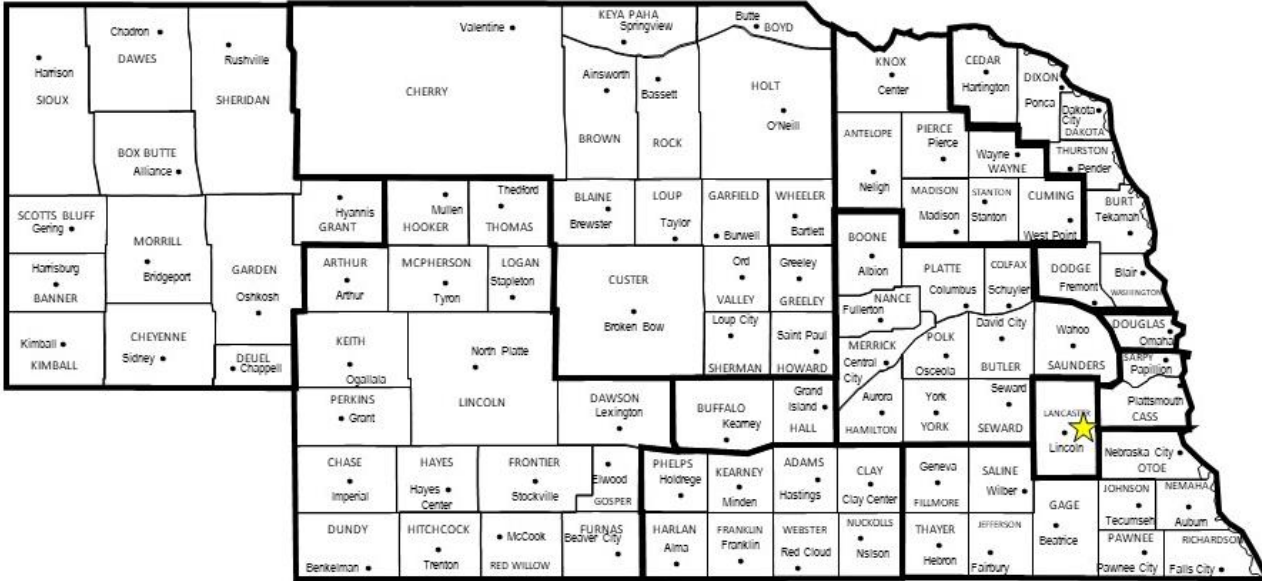 Chadron
DAWES
Harrison
SIOUX
Rushville
SHERIDAN
BOX BUTTE
Alliance
SCOTTS BLUFF
Gering
MORRILL
Bridgeport
GARDEN
Oshkosh
Harrisburg
BANNER
Kimball
KIMBALL
CHEYENNE
Sidney
DEUEL
Chappell
Valentine
CHERRY
KEYA PAHA
Springview
Butte
BOYD
Ainsworth
BROWN
Bassett
ROCK
HOLT
O'Neill
Hyannis
GRANT
Mullen
HOOKER
Thedford
THOMAS
BLAINE
Brewster
LOUP
Taylor
GARFIELD
Burwell
WHEELER
Bartlett
ARTHUR
Arthur
MCPHERSON
Tyron
LOGAN
Stapleton
CUSTER
Broken Bow
Ord
VALLEY
Greeley
GREELEY
Loup City
SHERMAN
Saint Paul
HOWARD
KEITH
Ogallala
North Platte
LINCOLN
PERKINS
Grant
DAWSON
Lexington
BUFFALO
Kearney
Grand
Island
HALL
CHASE
Imperial
HAYES
Hayes
Center
FRONTIER
Stockville
Elwood
GOSPER
PHELPS
Holdrege
KEARNEY
Minden
ADAMS
Hastings
CLAY
Clay Center
DUNDY
Benkelman
HITCHCOCK
Trenton
McCook
RED WILLOW
FURNAS
Beaver City
HARLAN
Alma
FRANKLIN
Franklin
WEBSTER
Red Cloud
NUCKOLLS
Nslson
KNOX
Center
CEDAR
Hartington
DIXON
Ponca
Dakota
City
DAKOTA
ANTELOPE
Neligh
PIERCE
Pierce
Wayne
WAYNE
THURSTON
Pender
MADISON
Madison
STANTON
Stanton
CUMING
West Point
BURT
Tekamah
BOONE
Albion
PLATTE
Columbus
COLFAX
Schuyler
DODGE
Fremont
Blair
WASHINGTON
NANCE
Fullerton
MERRICK
Central
City
POLK
Osceola
David City
BUTLER
Wahoo
SAUNDERS
DOUGLAS
Omaha
SARPY
Papillion
Plattsmouth
CASS
Aurora
HAMILTON
York
YORK
Seward
SEWARD
LANCASTER
Lincoln
Nebraska City
OTOE
Geneva
FILLMORE
SALINE
Wilber
GAGE
Beatrice
JOHNSON
Tecumseh
NEMAHA
Auburn
THAYER
Hebron
JEFFERSON
Fairbury
PAWNEE
Pawnee City
RICHARDSON
Falls City